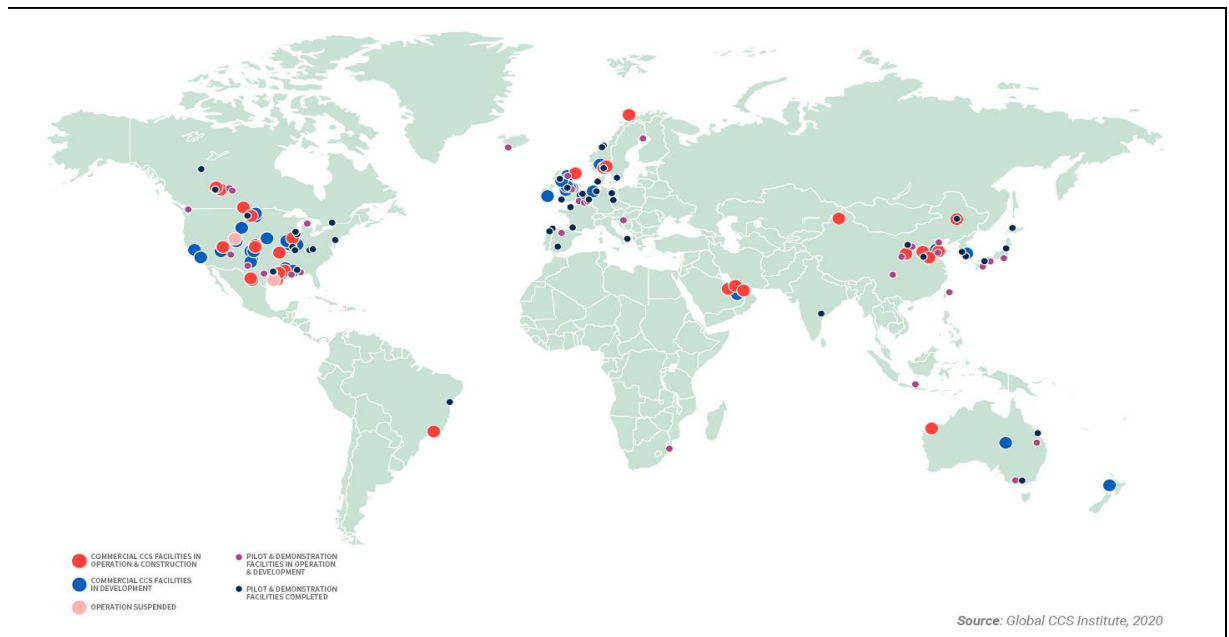 COMMERCIAL CCS FACILITIES IN
OPERATION & CONSTRUCTION
COMMERCIAL CCS FACILITIES
IN DEVELOPMENT
OPERATION SUSPENDED
PILOT & DEMONSTRATION
FACILITIES IN OPERATION
& DEVELOPMENT
PILOT & DEMONSTRATION
FACILITIES COMPLETED
Source: Global CCS Institute, 2020